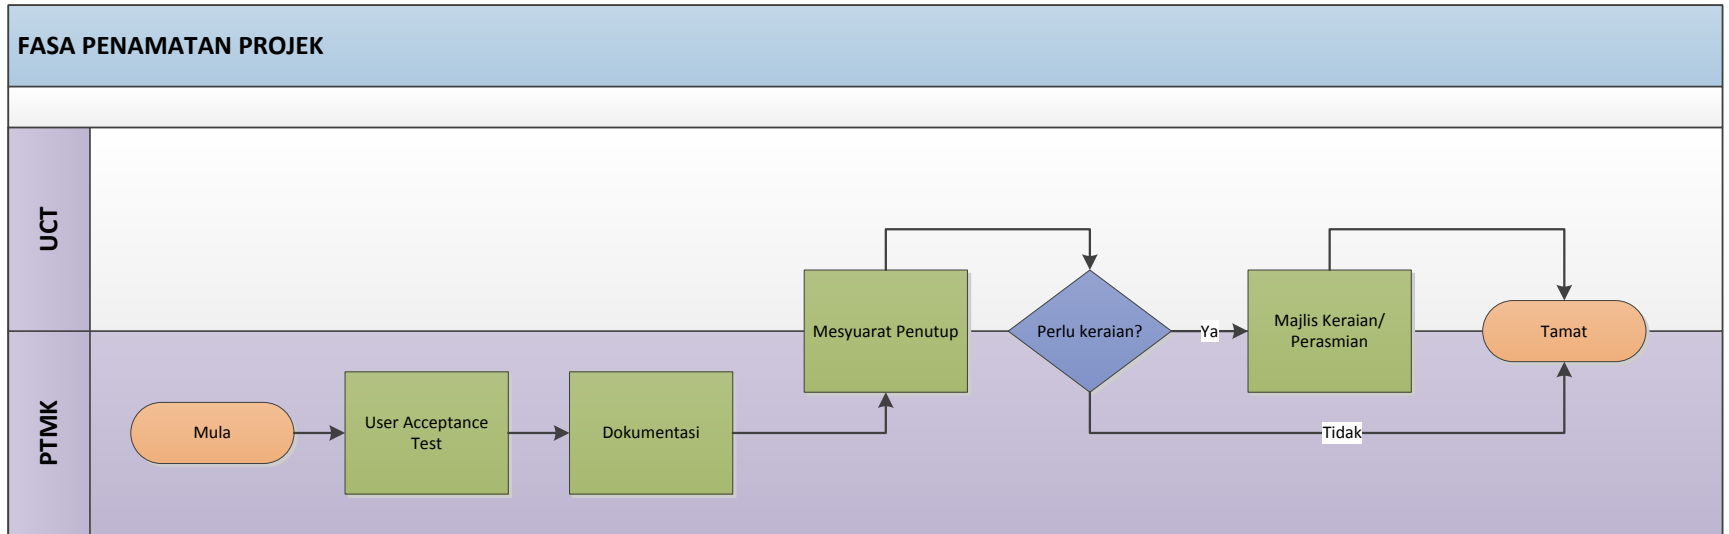 FASA PENAMATAN PROJEK
UCT
PTMK
Mula
User Acceptance
Test
Dokumentasi
Mesyuarat Penutup
Perlu keraian?
Ya
Majlis Keraian/
Perasmian
Tidak
Tamat